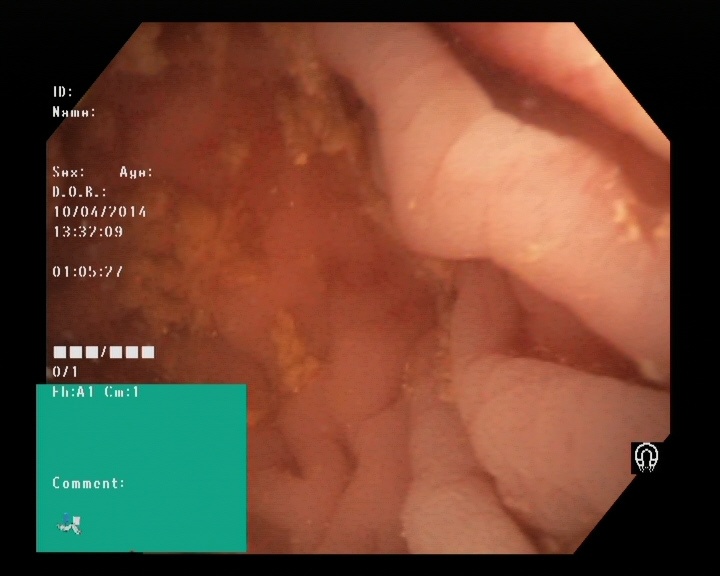 ID:
Name:
Sex: Age:
D.O.B.:
10/04/2014
13:32:09
01:05:27
■■■/■■■
0/1
Eh:A1 Cm:1
Comment: